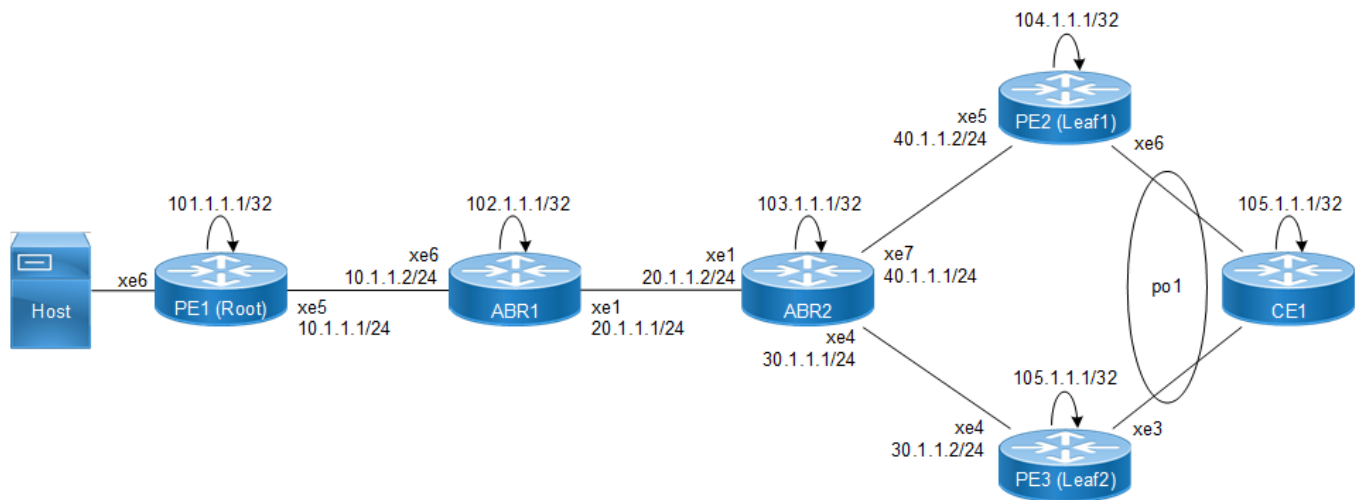 Host
xe6
101.1.1.1/32
PE1 (Root)
xe5
10.1.1.1/24
xe6
10.1.1.2/24
102.1.1.1/32
ABR1
xe1
20.1.1.1/24
xe1
20.1.1.2/24
103.1.1.1/32
ABR2
xe7
40.1.1.1/24
xe4
30.1.1.1/24
104.1.1.1/32
xe5
40.1.1.2/24
PE2 (Leaf1)
xe6
105.1.1.1/32
xe4
30.1.1.2/24
PE3 (Leaf2)
xe3
po1
105.1.1.1/32
CE1